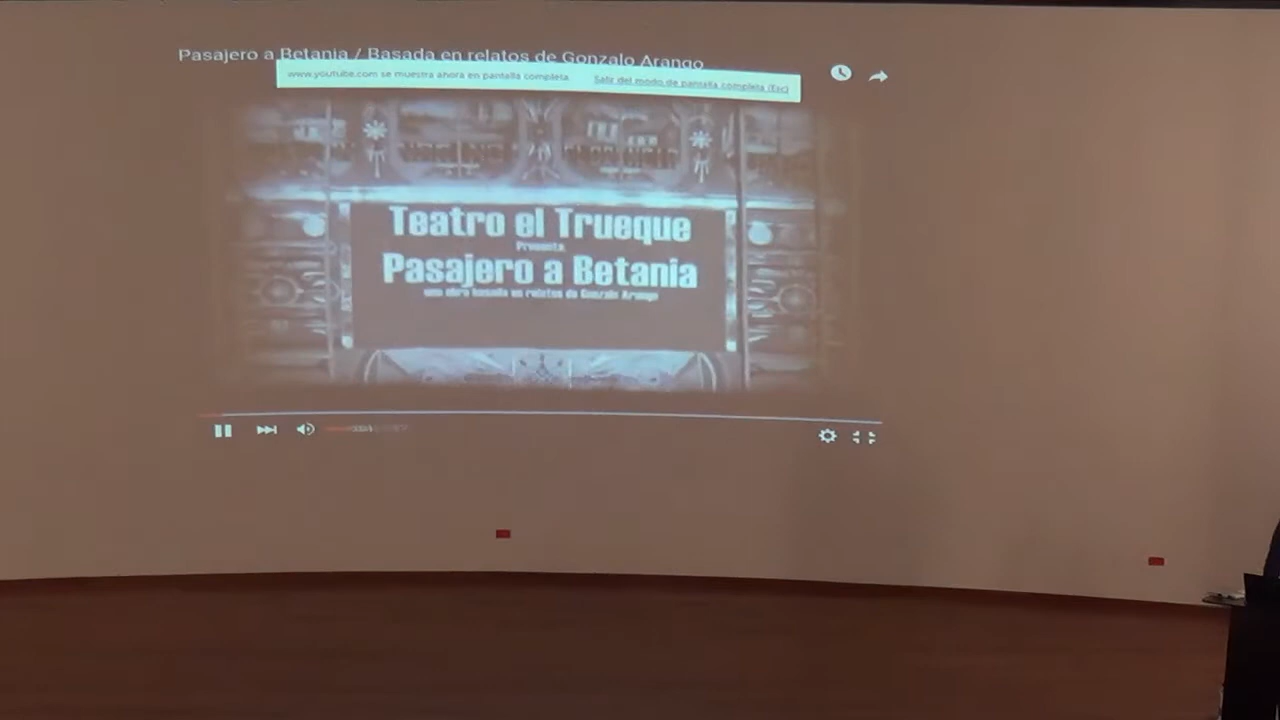 Pasajero a Betania / Basada en relatos de Gonzalo Arango
www.youtube.com se muestra ahora en pantalla completa. Salir del modo de pantalla completa (Esc)
Teatro el Trueque
Presenta
Pasajero a Betania
una obra basada en relatos de Gonzalo Arango